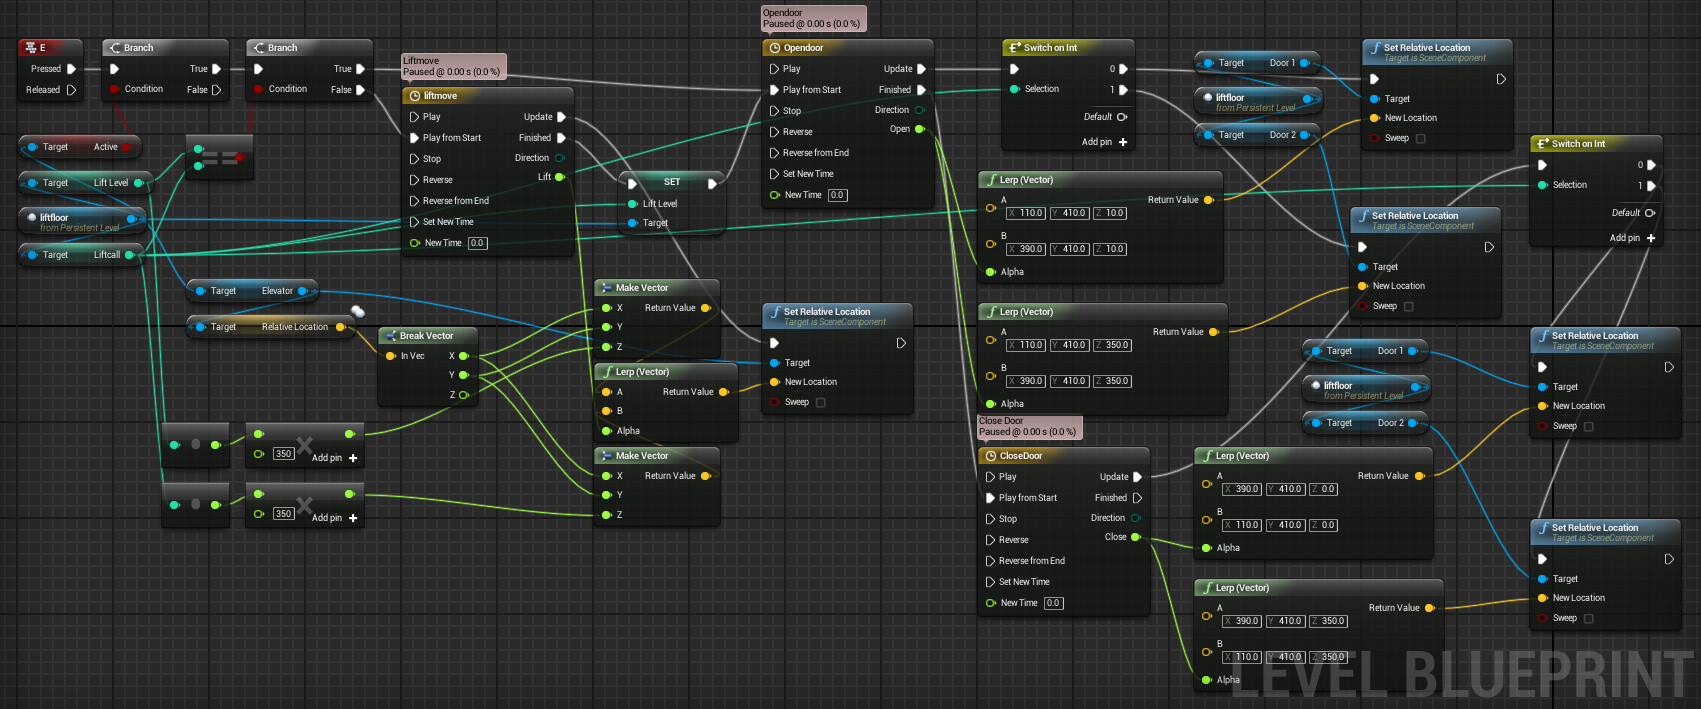 E
Pressed
Released
Branch
True
Condition False
Branch
True
Condition False
Target Active
Target Lift Level
liftfloor
from Persistent Level
Target Liftcall
Target Elevator
Target Relative Location
Liftmove
Paused @ 0.00 s (0.0 %)
liftmove
Play Update
Play from Start Finished
Stop Direction
Reverse Lift
Reverse from End
Set New Time
New Time 0.0
SET
Lift Level
Target
Break Vector
In Vec X
Y
Z
350
Add pin +
350
Add pin +
Make Vector
X Return Value
Y
Z
Lerp (Vector)
A Return Value
B
Alpha
Make Vector
X Return Value
Y
Z
Set Relative Location
Target is SceneComponent
Target
New Location
Sweep
Opendoor
Paused @ 0.00 s (0.0 %)
Opendoor
Play Update
Play from Start Finished
Stop Direction
Reverse Open
Reverse from End
Set New Time
New Time 0.0
Switch on Int
0
Selection 1
Default
Add pin +
Lerp (Vector)
A Return Value
X 110.0 Y 410.0 Z 10.0
B
X 390.0 Y 410.0 Z 10.0
Alpha
Lerp (Vector)
A Return Value
X 110.0 Y 410.0 Z 350.0
B
X 390.0 Y 410.0 Z 350.0
Alpha
Target Door 1
liftfloor
from Persistent Level
Target Door 2
Set Relative Location
Target is SceneComponent
Target
New Location
Sweep
Set Relative Location
Target is SceneComponent
Target
New Location
Sweep
Switch on Int
0
Selection 1
Default
Add pin +
Close Door
Paused @ 0.00 s (0.0 %)
CloseDoor
Play Update
Play from Start Finished
Stop Direction
Reverse Close
Reverse from End
Set New Time
New Time 0.0
Target Door 1
liftfloor
from Persistent Level
Target Door 2
Lerp (Vector)
A Return Value
X 390.0 Y 410.0 Z 0.0
B
X 110.0 Y 410.0 Z 0.0
Alpha
Lerp (Vector)
A Return Value
X 390.0 Y 410.0 Z 350.0
B
X 110.0 Y 410.0 Z 350.0
Alpha
Set Relative Location
Target is SceneComponent
Target
New Location
Sweep
Set Relative Location
Target is SceneComponent
Target
New Location
Sweep
LEVEL BLUEPRINT